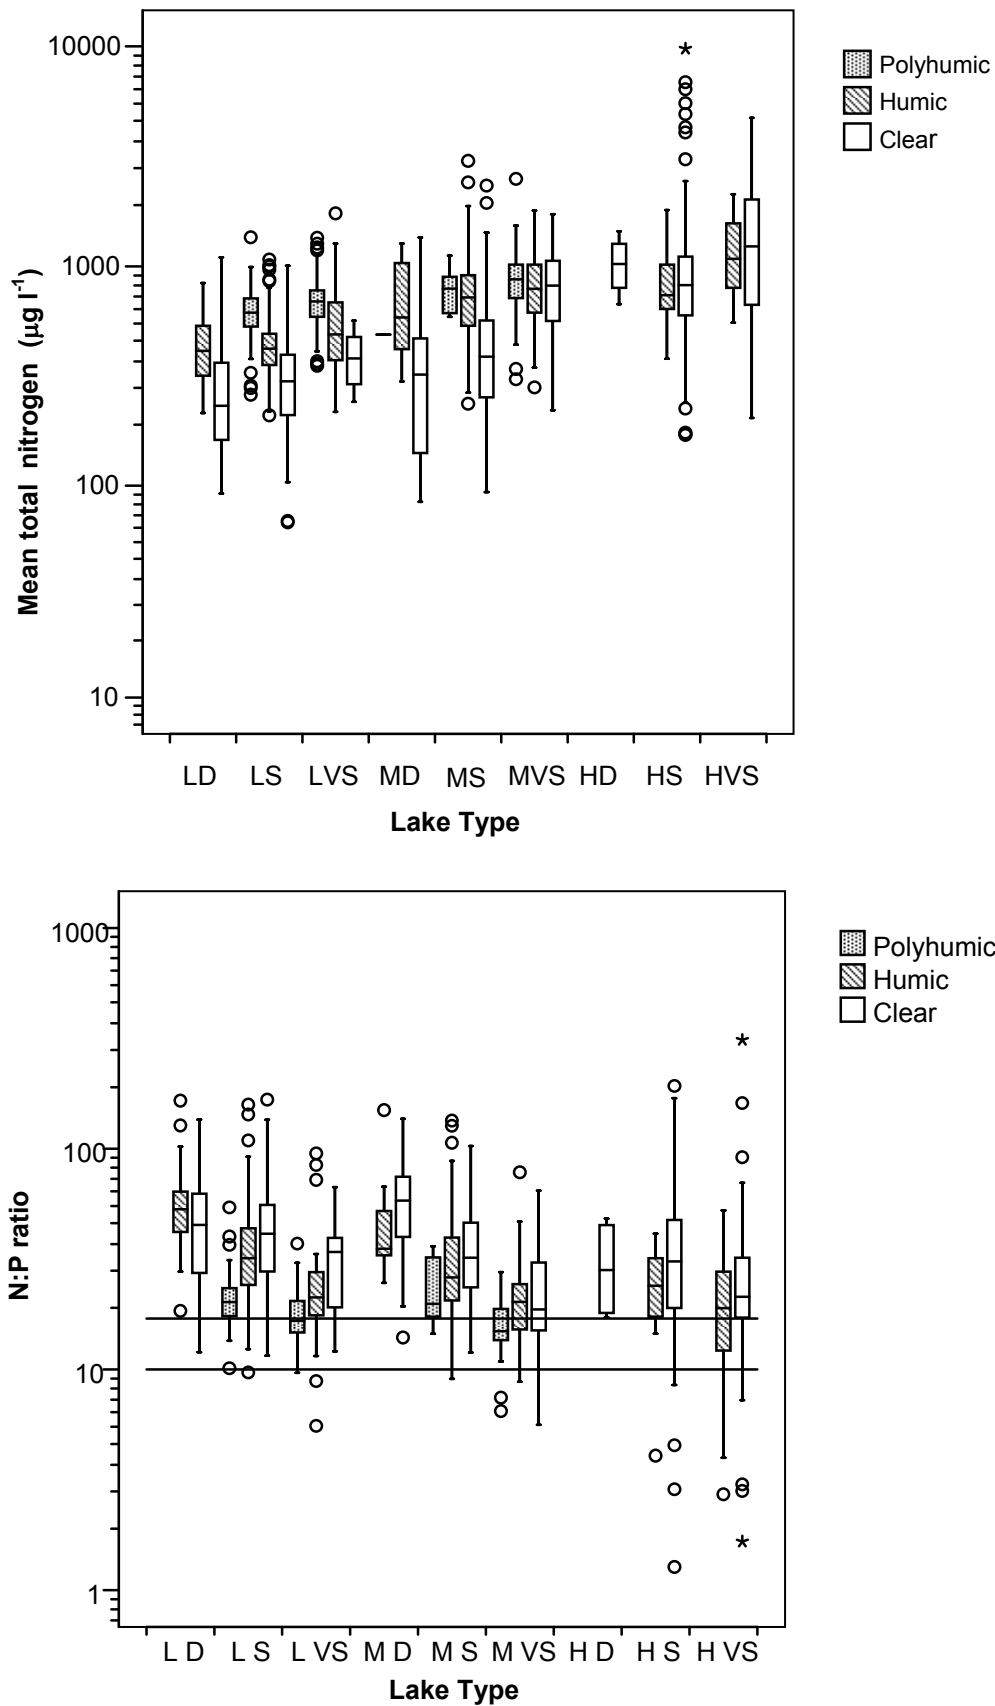 Mean total nitrogen (µg l-1)
10000
1000
100
10
LD LS LVS MD MS MVS HD HS HVS
Lake Type
Polyhumic
Humic
Clear
N:P ratio
1000
100
10
1
L D L S L VS M D M S M VS H D H S H VS
Lake Type
Polyhumic
Humic
Clear